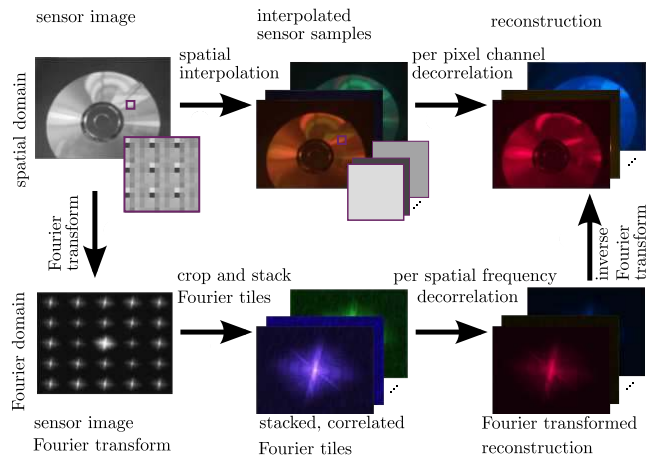 sensor image
interpolated
sensor samples
reconstruction
spatial
interpolation
per pixel channel
decorrelation
spatial domain
Fourier
transform
inverse
Fourier
transform
crop and stack
Fourier tiles
per spatial frequency
decorrelation
Fourier domain
sensor image
Fourier transform
stacked, correlated
Fourier tiles
Fourier transformed
reconstruction